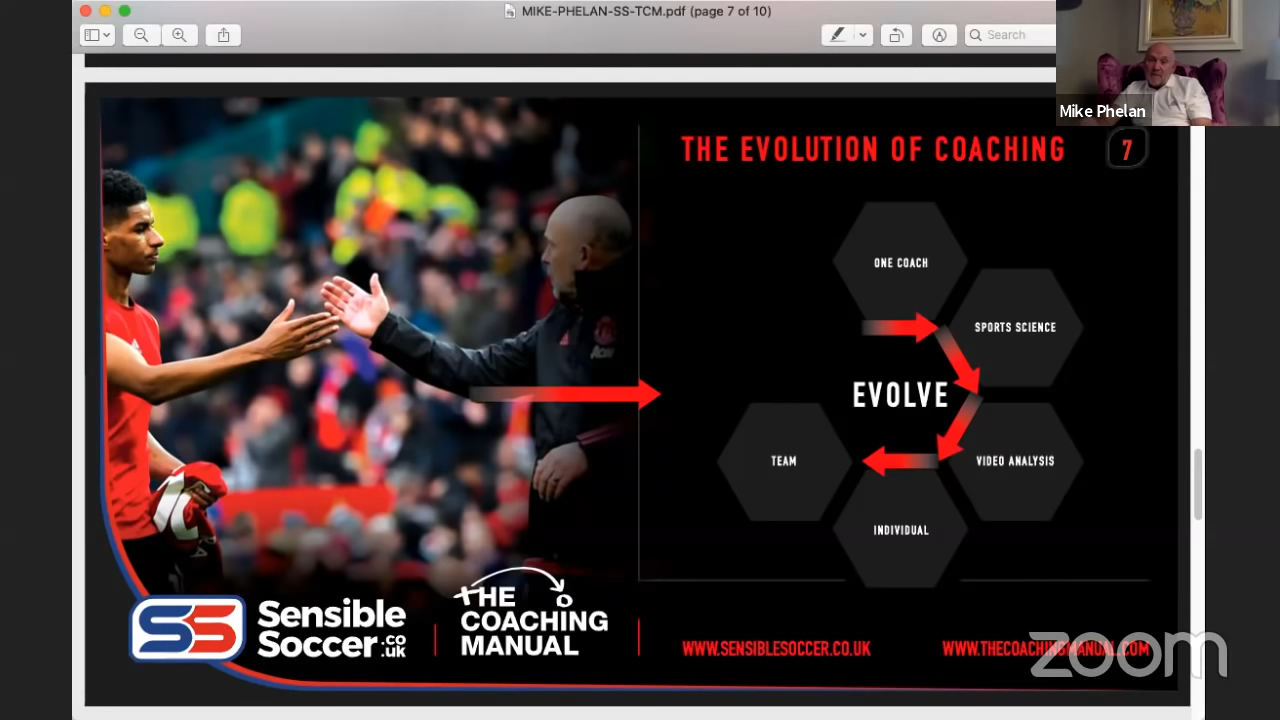 MIKE-PHELAN-SS-TCM.pdf (page 7 of 10)
Search
Mike Phelan
THE EVOLUTION OF COACHING
7
ONE COACH
SPORTS SCIENCE
EVOLVE
TEAM
VIDEO ANALYSIS
INDIVIDUAL
SS
Sensible
Soccer.co
.uk
THE
COACHING
MANUAL
WWW.SENSIBLESOCCER.CO.UK
WWW.THECOACHINGMANUAL.COM
zoom